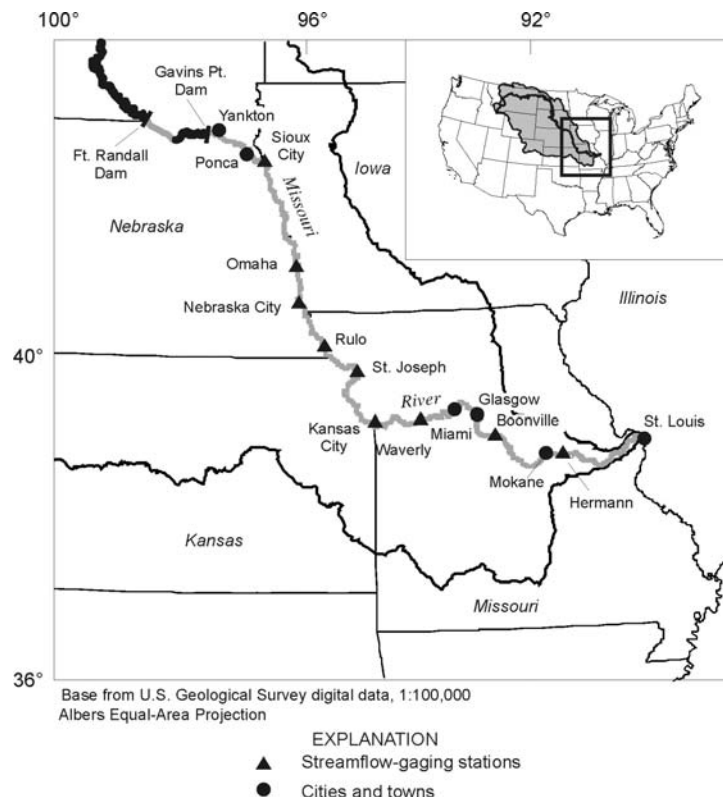 100°
96°
92°
Gavins Pt.
Dam
Yankton
Sioux
City
Ft. Randall
Dam
Ponca
Missouri
Iowa
Nebraska
Omaha
Nebraska City
Illinois
Rulo
40°
St. Joseph
River
Glasgow
Boonville
St. Louis
Kansas
City
Waverly
Miami
Mokane
Hermann
Kansas
Missouri
36°
Base from U.S. Geological Survey digital data, 1:100,000
Albers Equal-Area Projection
EXPLANATION
Streamflow-gaging stations
Cities and towns